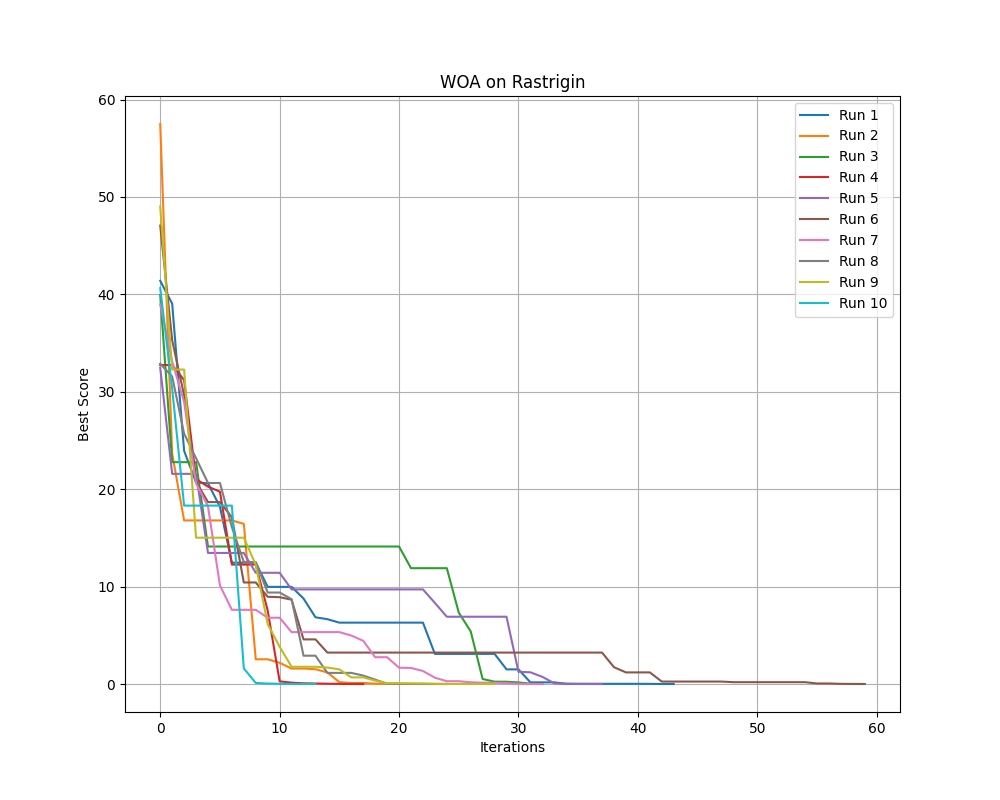 WOA on Rastrigin
60
50
40
30
20
10
0
Best Score
0 10 20 30 40 50 60
Iterations
Run 1
Run 2
Run 3
Run 4
Run 5
Run 6
Run 7
Run 8
Run 9
Run 10